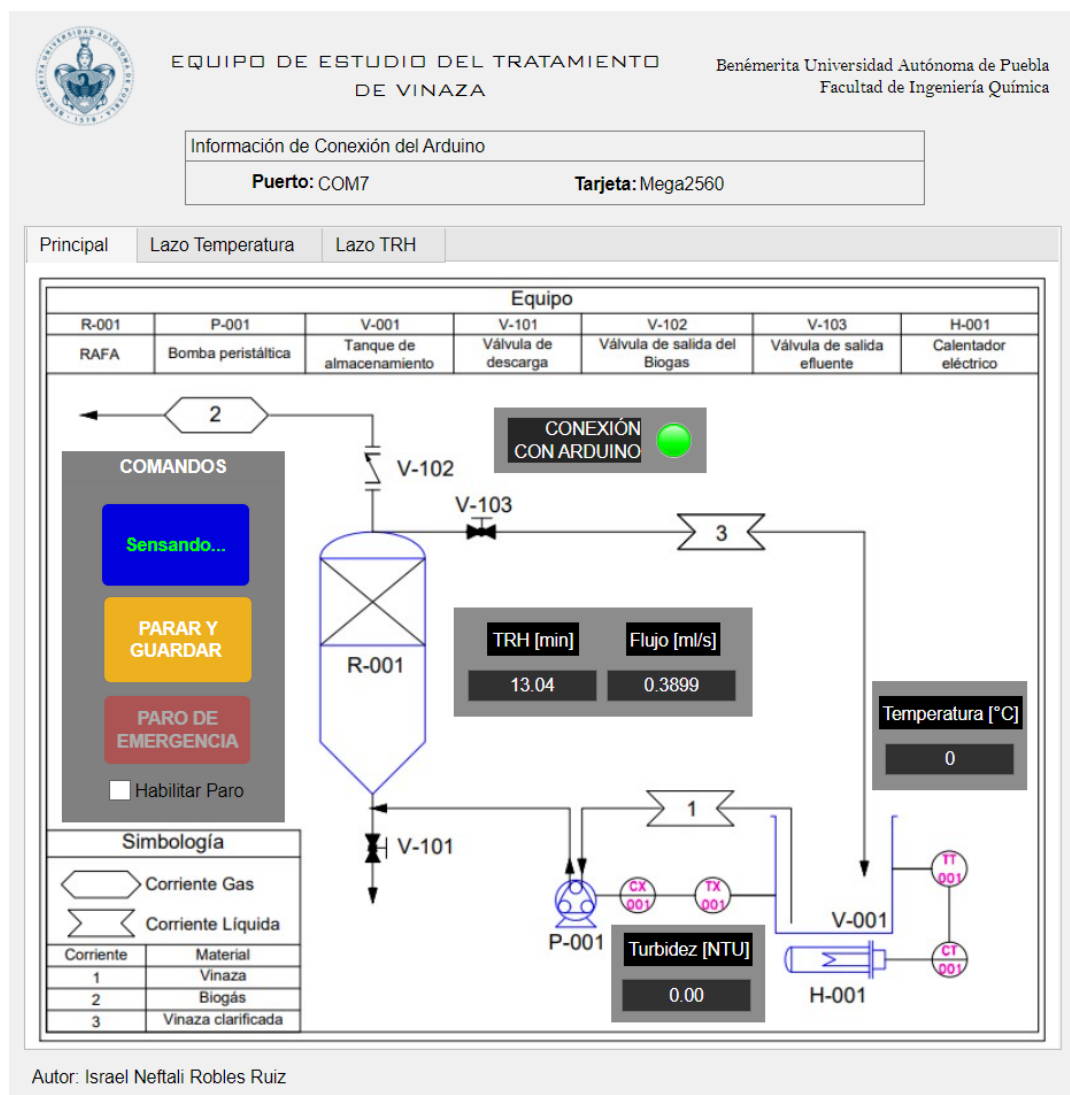 EQUIPO DE ESTUDIO DEL TRATAMIENTO
DE VINAZA
Benémerita Universidad Autónoma de Puebla
Facultad de Ingeniería Química
Información de Conexión del Arduino
Puerto: COM7 Tarjeta: Mega2560
Principal Lazo Temperatura Lazo TRH
Equipo
R-001 P-001 V-001 V-101 V-102 V-103 H-001
RAFA Bomba peristáltica Tanque de almacenamiento Válvula de descarga Válvula de salida del Biogas Válvula de salida efluente Calentador eléctrico
2
CONEXIÓN
CON ARDUINO
V-102
COMANDOS
V-103
3
Sensando...
PARAR Y
GUARDAR
TRH [min] Flujo [ml/s]
13.04 0.3899
R-001
PARO DE
EMERGENCIA
Temperatura [°C]
0
Habilitar Paro
1
V-101
Simbología
Corriente Gas
Corriente Líquida
Corriente Material
1 Vinaza
2 Biogás
3 Vinaza clarificada
CX
001
TX
001
TT
001
V-001
P-001
Turbidez [NTU]
0.00
CT
001
H-001
Autor: Israel Neftali Robles Ruiz